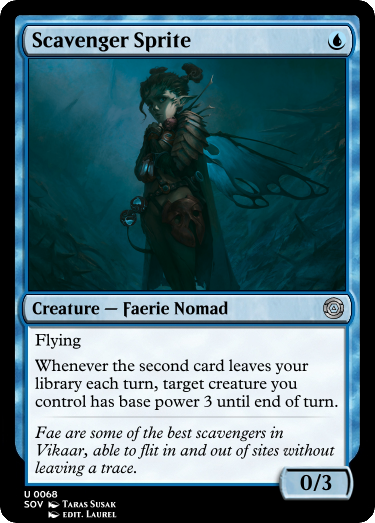 Scavenger Sprite
Creature — Faerie Nomad
Flying
Whenever the second card leaves your
library each turn, target creature you
control has base power 3 until end of turn.
Fae are some of the best scavengers in
Vikaar, able to flit in and out of sites without
leaving a trace.
0/3
U 0068
SOV Taras Susak
edit. Laurel